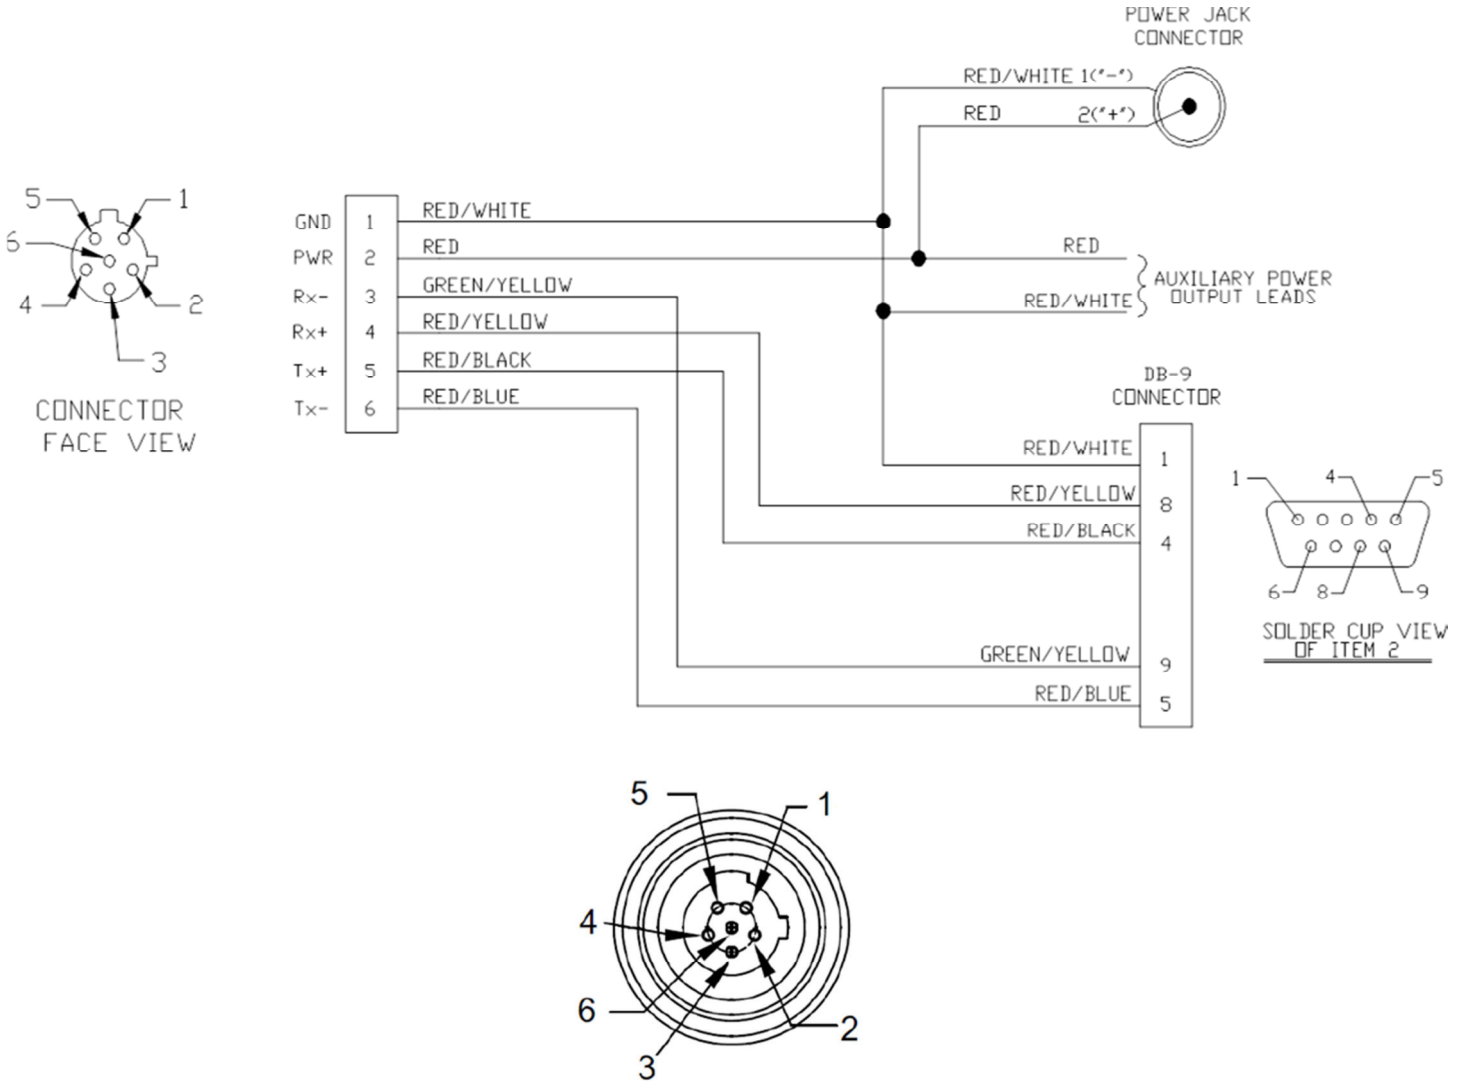 POWER JACK
CONNECTOR
RED/WHITE 1("-")
RED 2("+")
5 1
6
4 2
3
CONNECTOR
FACE VIEW
GND 1 RED/WHITE
PWR 2 RED
Rx- 3 GREEN/YELLOW
Rx+ 4 RED/YELLOW
Tx+ 5 RED/BLACK
Tx- 6 RED/BLUE
RED
RED/WHITE
AUXILIARY POWER
OUTPUT LEADS
DB-9
CONNECTOR
RED/WHITE 1
RED/YELLOW 8
RED/BLACK 4
GREEN/YELLOW 9
RED/BLUE 5
1 4 5
6 8 9
SOLDER CUP VIEW
OF ITEM 2
5 1
4
6 2
3